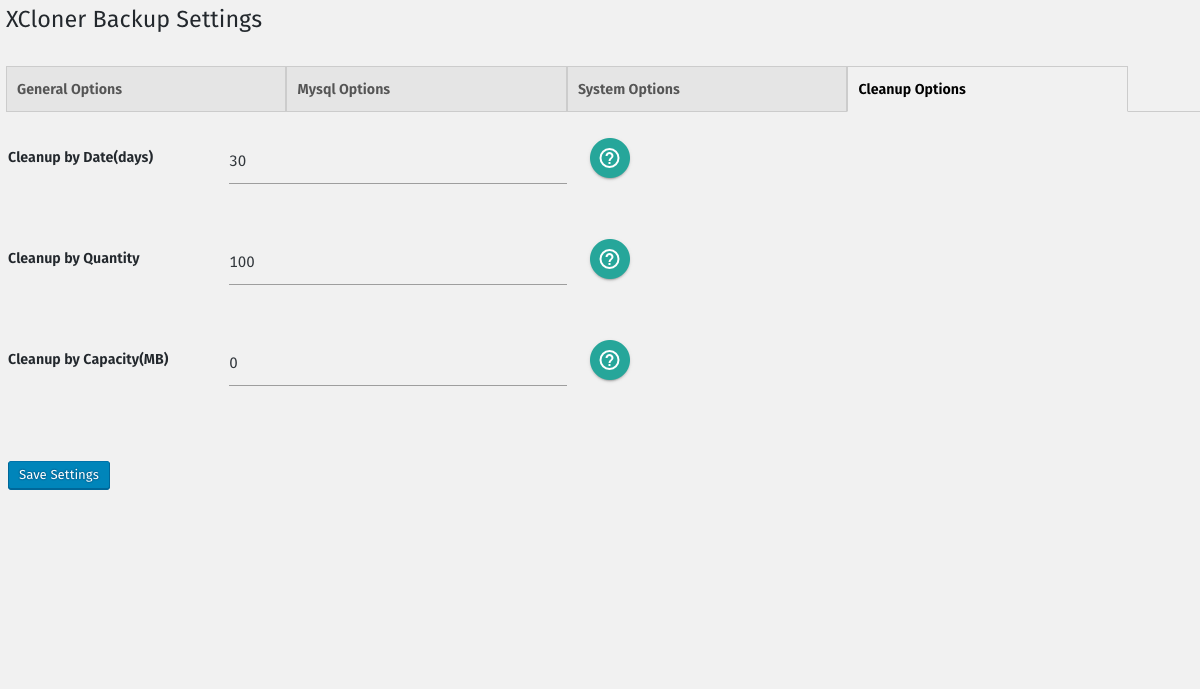 XCloner Backup Settings
General Options Mysql Options System Options Cleanup Options
Cleanup by Date(days) 30
Cleanup by Quantity 100
Cleanup by Capacity(MB) 0
Save Settings